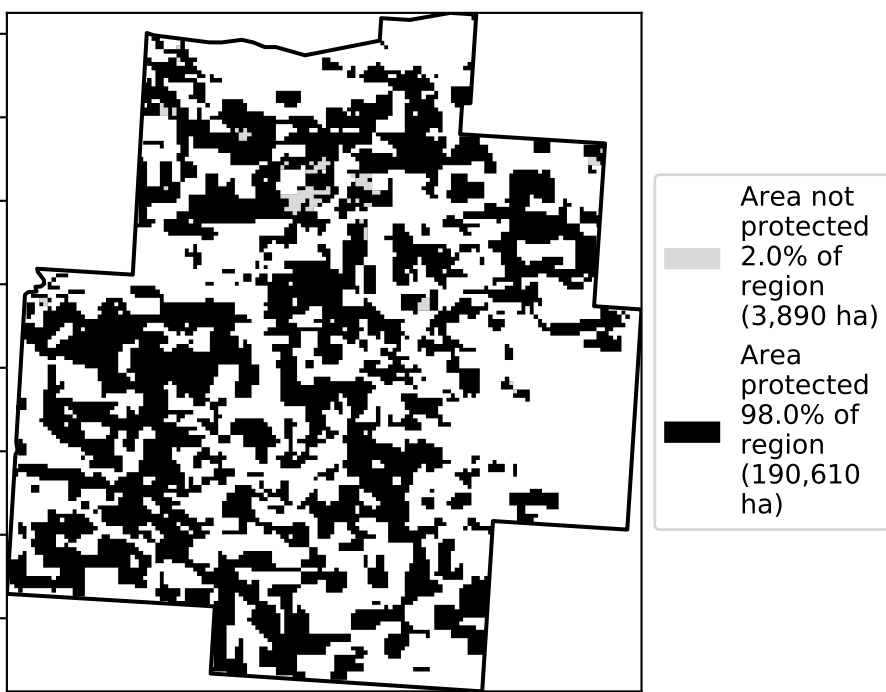 Area not
protected
2.0% of
region
(3,890 ha)
Area
protected
98.0% of
region
(190,610
ha)